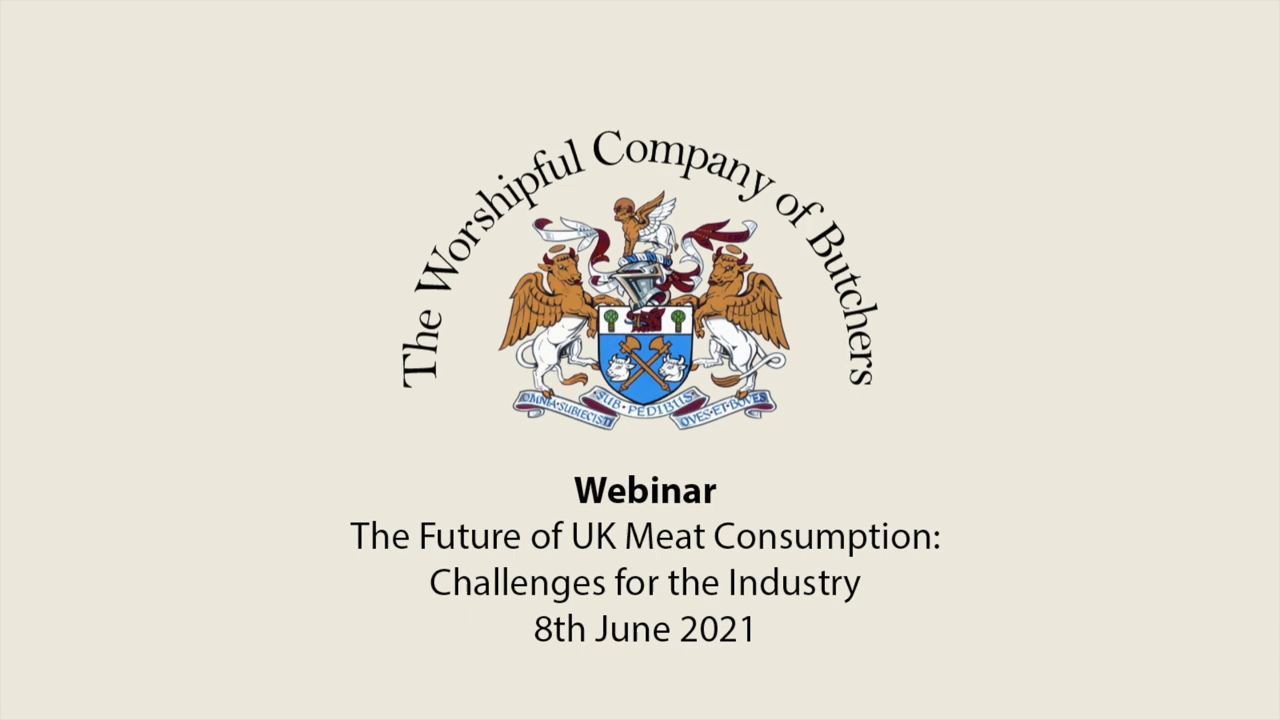 The Worshipful Company of Butchers
OMNIA·SUBIECISTI
SUB·PEDIBUS
OVES·ET·BOVES
Webinar
The Future of UK Meat Consumption:
Challenges for the Industry
8th June 2021